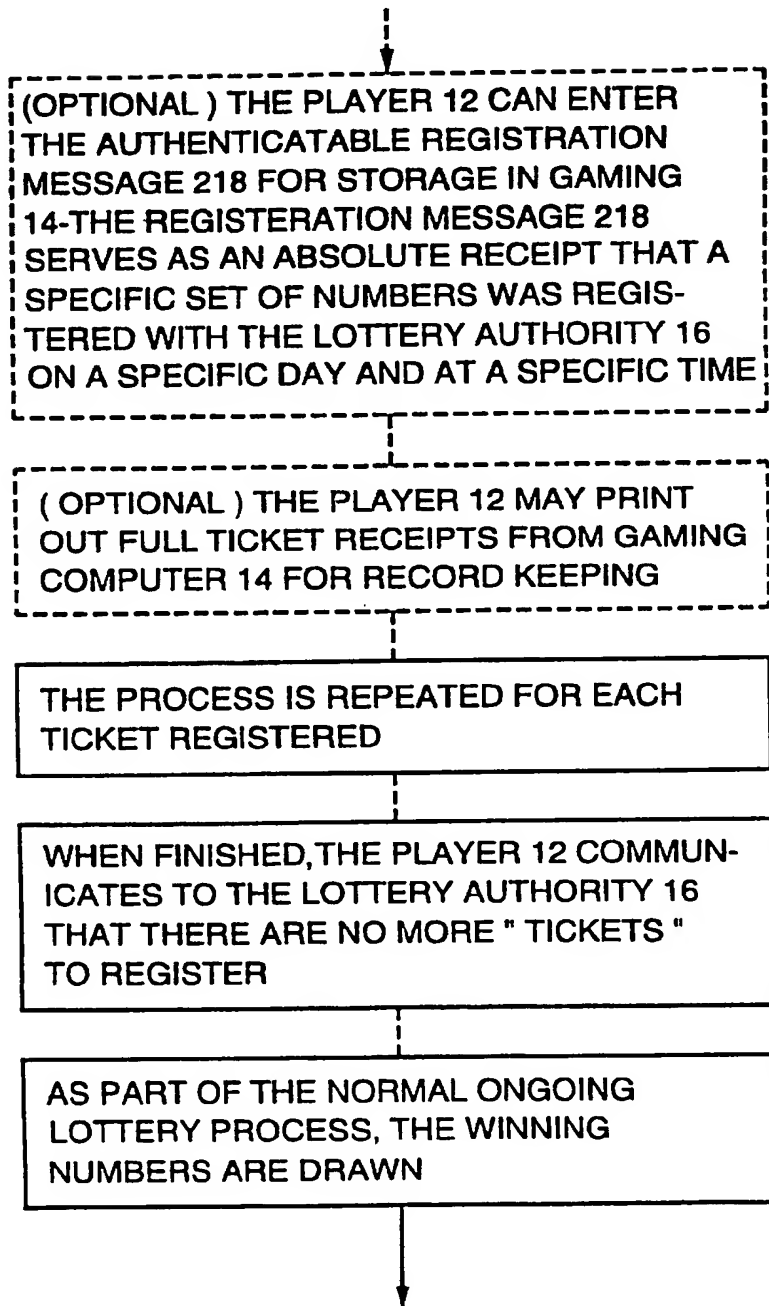 (OPTIONAL ) THE PLAYER 12 CAN ENTER
THE AUTHENTICATABLE REGISTRATION
MESSAGE 218 FOR STORAGE IN GAMING
14-THE REGISTERATION MESSAGE 218
SERVES AS AN ABSOLUTE RECEIPT THAT A
SPECIFIC SET OF NUMBERS WAS REGIS-
TERED WITH THE LOTTERY AUTHORITY 16
ON A SPECIFIC DAY AND AT A SPECIFIC TIME
( OPTIONAL ) THE PLAYER 12 MAY PRINT
OUT FULL TICKET RECEIPTS FROM GAMING
COMPUTER 14 FOR RECORD KEEPING
THE PROCESS IS REPEATED FOR EACH
TICKET REGISTERED
WHEN FINISHED, THE PLAYER 12 COMMUN-
ICATES TO THE LOTTERY AUTHORITY 16
THAT THERE ARE NO MORE " TICKETS "
TO REGISTER
AS PART OF THE NORMAL ONGOING
LOTTERY PROCESS, THE WINNING
NUMBERS ARE DRAWN